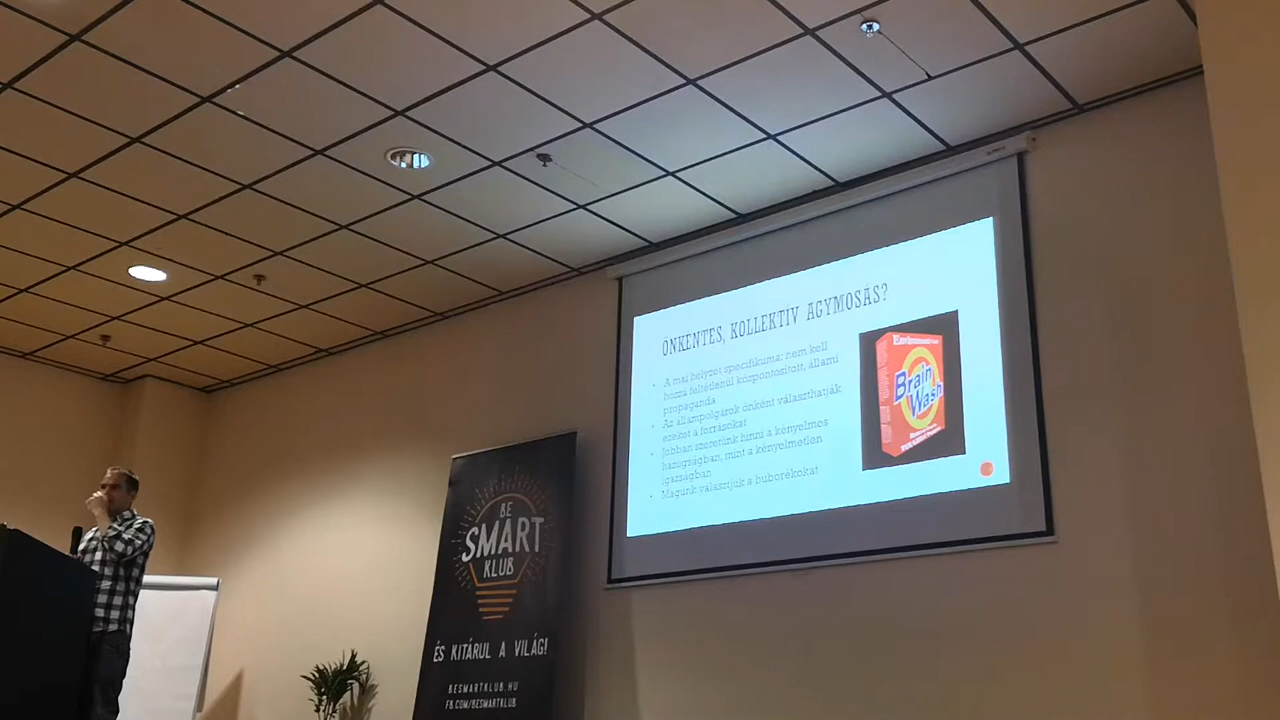 ÖNKÉNTES, KOLLEKTÍV AGYMOSÁS?
• A mai helyzet specifikuma: nem kell
hozzá feltétlenül központosított, állami
propaganda
• Az állampolgárok önként választhatják
ezeket a forrásokat
• Jobban szeretünk hinni a kényelmes
hazugságban, mint a kényelmetlen
igazságban
• Magunk választjuk a buborékokat
Brain
Wash
BE
SMART
KLUB
ÉS KITÁRUL A VILÁG!
BESMARTKLUB.HU
FB.COM/BESMARTKLUB